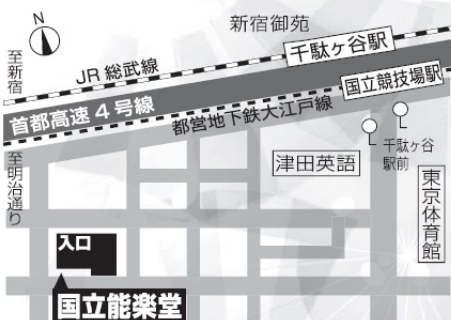 N
新宿御苑
至新宿
JR 総武線
千駄ヶ谷駅
首都高速 4 号線
国立競技場駅
都営地下鉄大江戸線
至明治通り
津田英語
千駄ヶ谷
駅前
東京体育館
入口
国立能楽堂